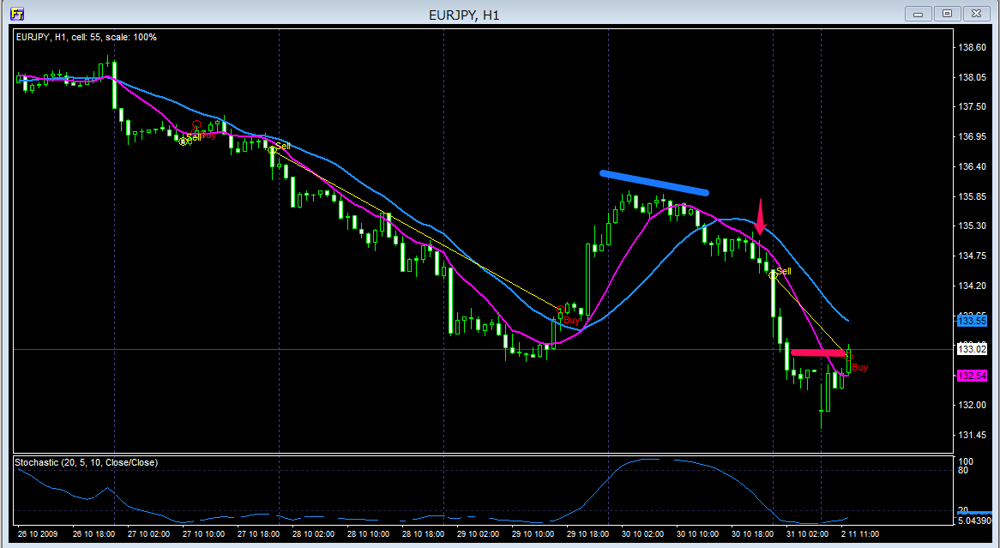 FT
EURJPY, H1
EURJPY, H1, cell: 55, scale: 100%
138.60
138.05
137.50
136.95
136.40
135.85
135.30
134.75
134.20
133.55
133.02
132.54
132.00
131.45
Sell
Buy
Sell
Buy
Sell
Buy
Stochastic (20, 5, 10, Close/Close)
100
80
20
5.04390
26 10 2009
26 10 18:00
27 10 02:00
27 10 10:00
27 10 18:00
28 10 02:00
28 10 10:00
28 10 18:00
29 10 02:00
29 10 10:00
29 10 18:00
30 10 02:00
30 10 10:00
30 10 18:00
31 10 02:00
2 11 11:00